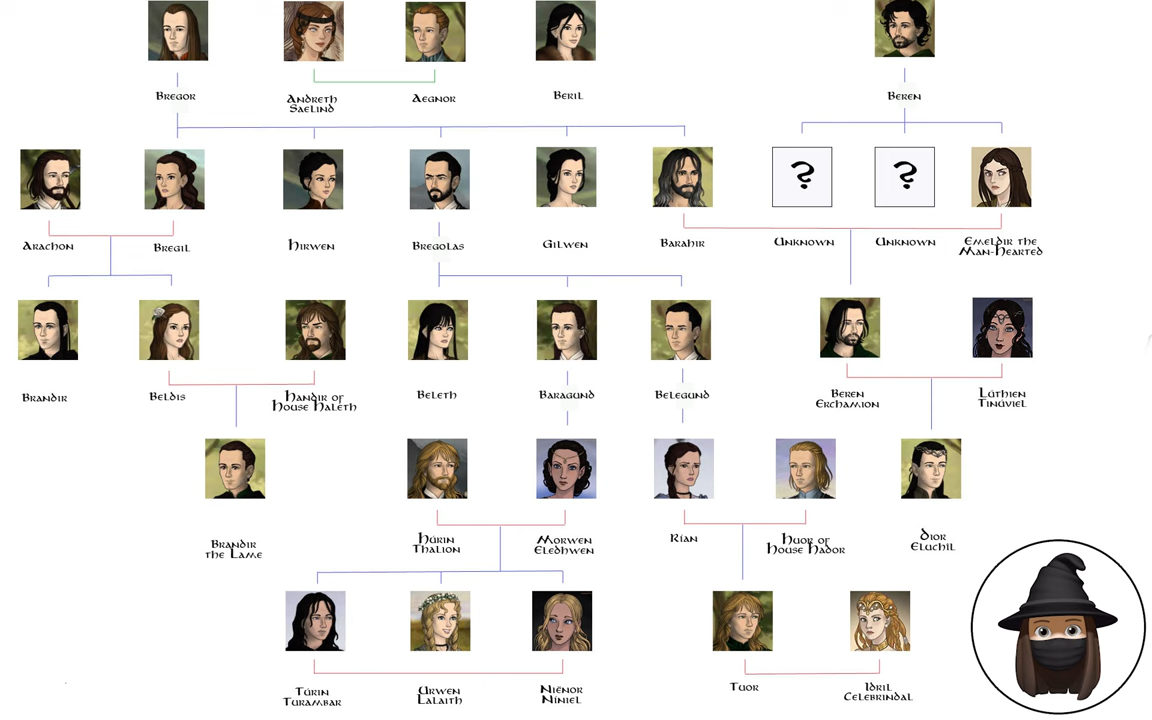 Bregor
Andreth
Saelind
Aegnor
Beril
Beren
?
?
Arachon
Bregil
Hirwen
Bregolas
Gilwen
Barahir
Unknown
Unknown
Emeldir the
Man-Hearted
Brandir
Beldis
Handir of
House Haleth
Beleth
Baragund
Belegund
Beren
Erchamion
Lúthien
Tinúviel
Brandir
the Lame
Húrin
Thalion
Morwen
Eledhwen
Rían
Huor of
House Hador
Dior
Eluchil
Túrin
Turambar
Urwen
Lalaith
Niënor
Níniel
Tuor
Idril
Celebrindal